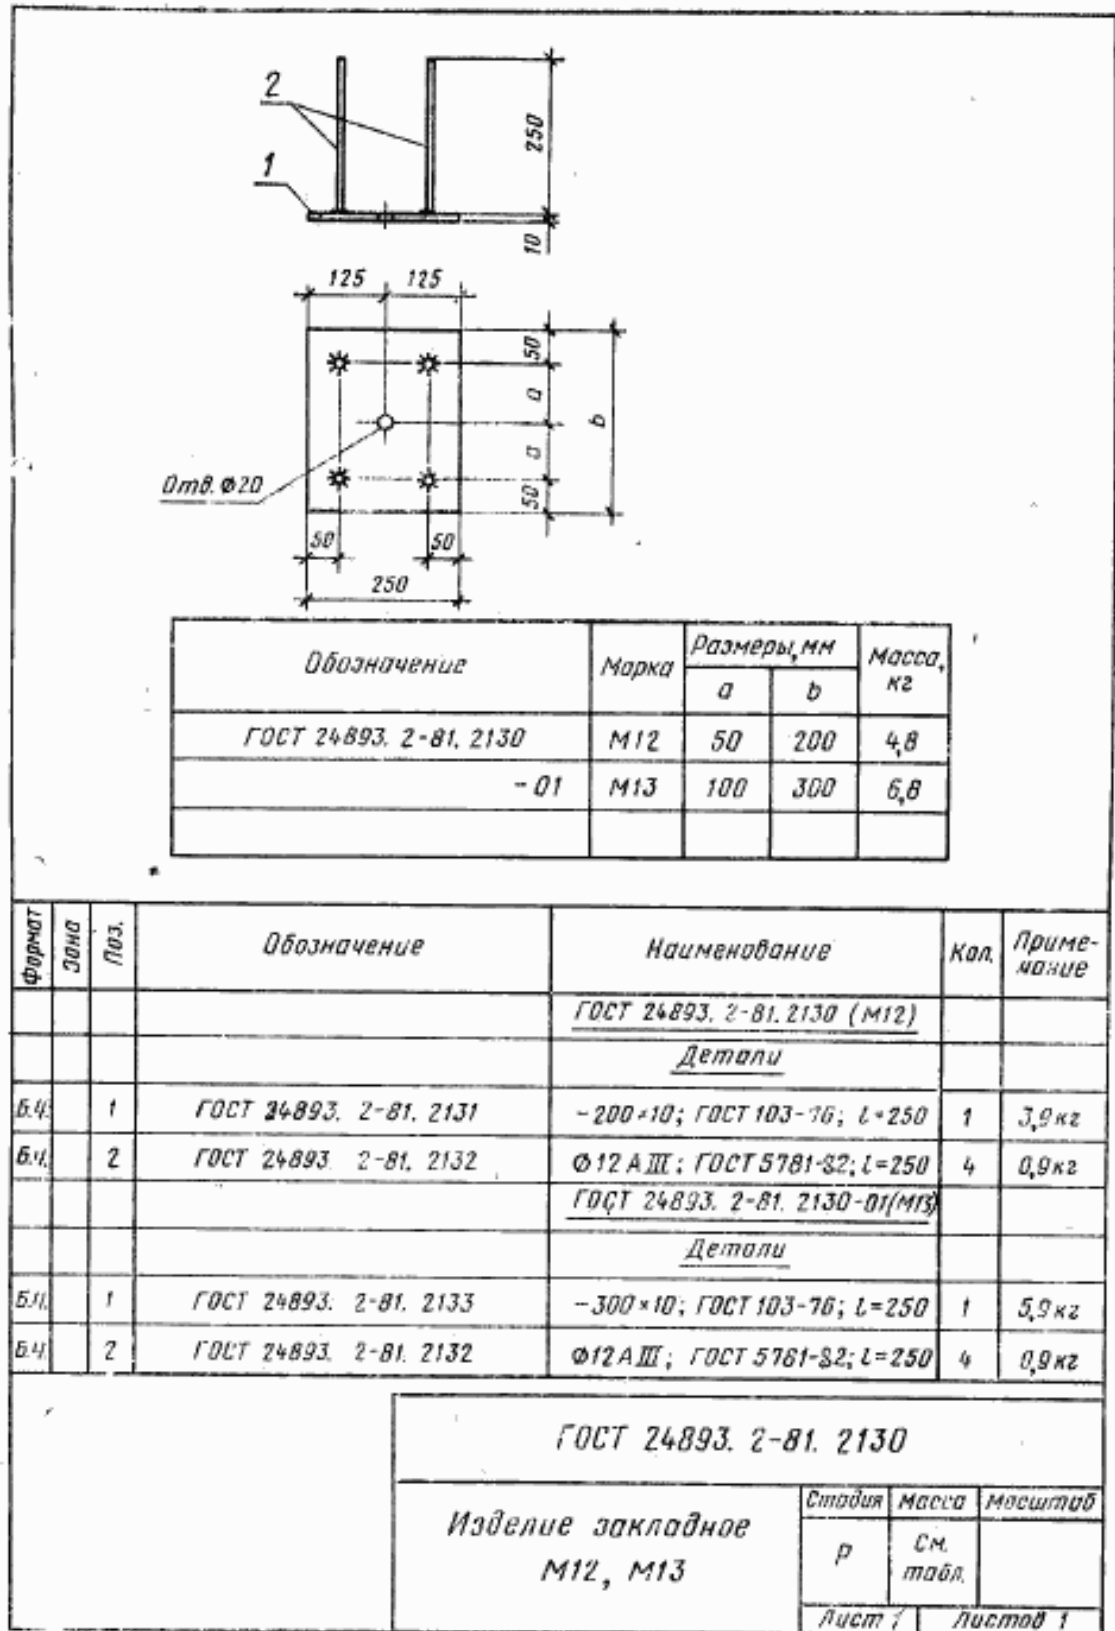 2
1
250
10
125 125
50
a
b
a
50
Отв. Ф20
50 50
250
Обозначение Марка Размеры, мм Масса, кг
a b
ГОСТ 24893. 2-81. 2130 М12 50 200 4,8
-01 М13 100 300 6,8
Формат Зона Поз. Обозначение Наименование Кол. Приме-
чание
ГОСТ 24893. 2-81. 2130 (М12)
Детали
Б.Ч. 1 ГОСТ 24893. 2-81. 2131 -200×10; ГОСТ 103-76; l=250 1 3,9 кг
Б.Ч. 2 ГОСТ 24893. 2-81. 2132 Ф12 А III; ГОСТ 5781-82; l=250 4 0,9 кг
ГОСТ 24893. 2-81. 2130-01(М13)
Детали
Б.Ч. 1 ГОСТ 24893. 2-81. 2133 -300×10; ГОСТ 103-76; l=250 1 5,9 кг
Б.Ч. 2 ГОСТ 24893. 2-81. 2132 Ф12 А III; ГОСТ 5781-82; l=250 4 0,9 кг
ГОСТ 24893. 2-81. 2130
Изделие закладное
М12, М13
Стадия Масса Масштаб
Р См.
табл.
Лист 1 Листов 1